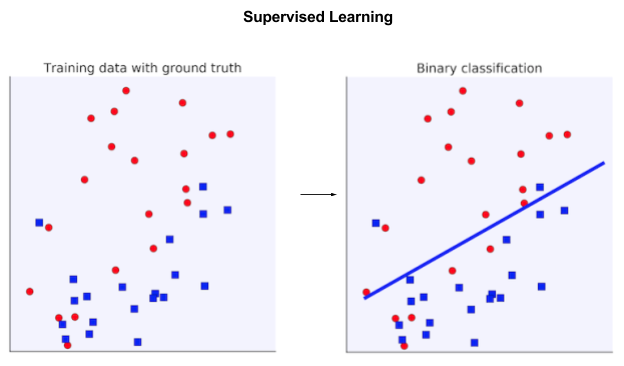 Supervised Learning
Training data with ground truth
Binary classification